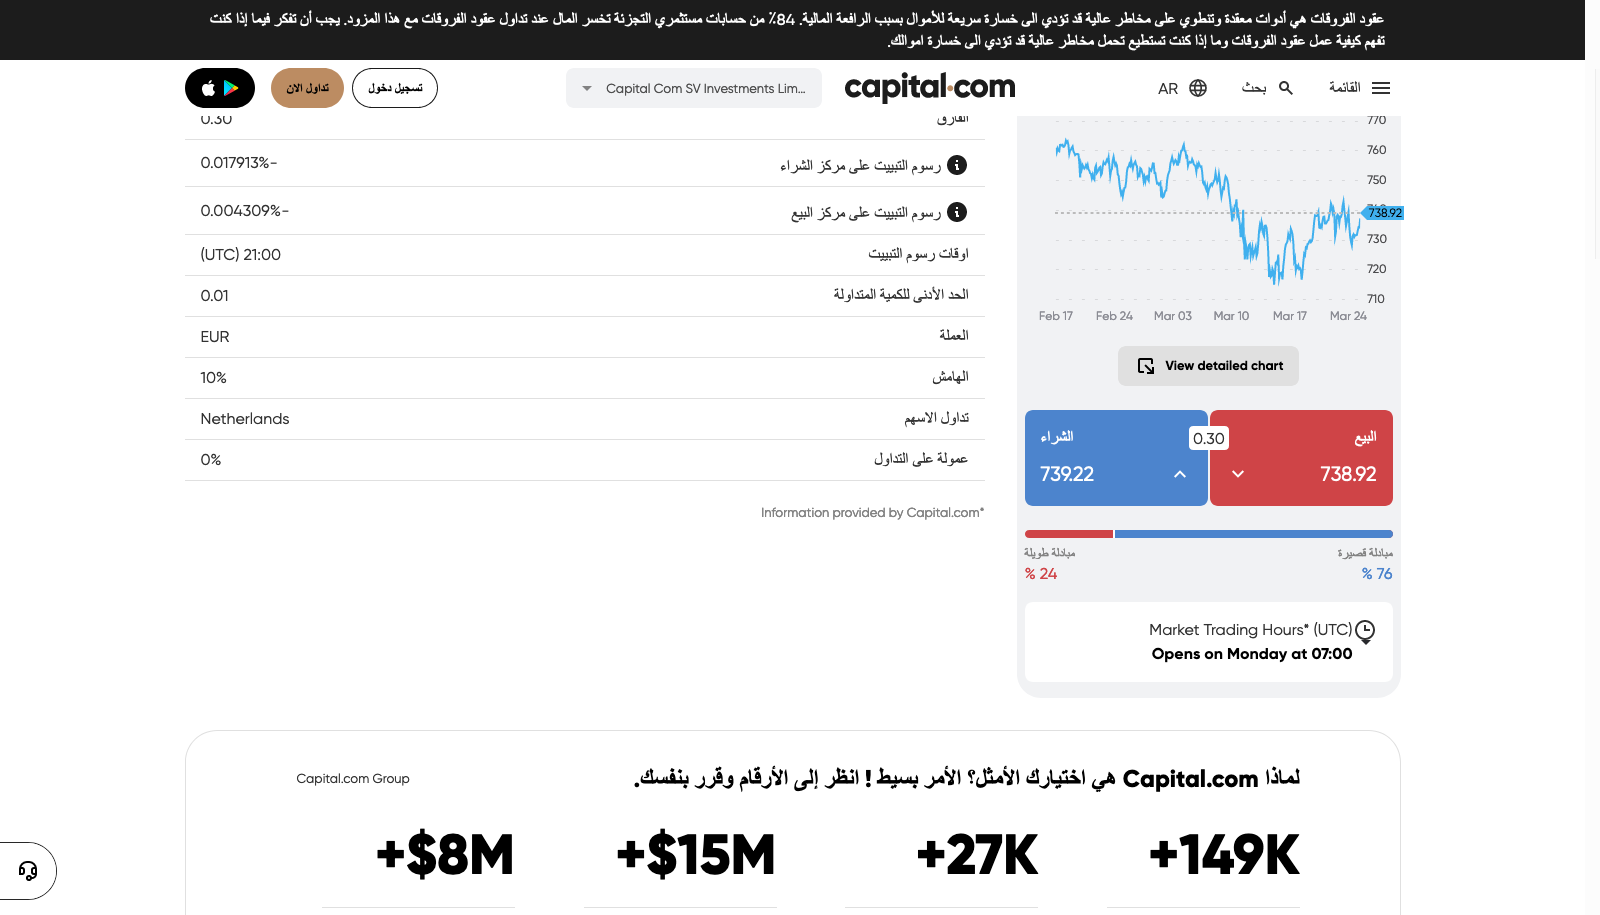 عقود الفروقات هي أدوات معقدة وتنطوي على مخاطر عالية قد تؤدي الى خسارة سريعة للأموال بسبب الرافعة المالية. 84٪ من حسابات مستثمري التجزئة تخسر المال عند تداول عقود الفروقات مع هذا المزود. يجب أن تفكر فيما إذا كنت
تفهم كيفية عمل عقود الفروقات وما إذا كنت تستطيع تحمل مخاطر عالية قد تؤدي الى خسارة اموالك.
القائمة
بحث
AR
capital.com
Capital Com SV Investments Lim...
تسجيل دخول
تداول الان
الفارق 0.30
رسوم التبييت على مركز الشراء
0.017913%-
رسوم التبييت على مركز البيع
0.004309%-
اوقات رسوم التبييت
(UTC) 21:00
الحد الأدنى للكمية المتداولة
0.01
العملة
EUR
الهامش
10%
تداول الاسهم
Netherlands
عمولة على التداول
0%
Information provided by Capital.com*
770
760
750
738.92
730
720
710
Feb 17 Feb 24 Mar 03 Mar 10 Mar 17 Mar 24
View detailed chart
البيع
738.92
0.30
الشراء
739.22
مبادلة قصيرة
% 76
مبادلة طويلة
% 24
Market Trading Hours* (UTC)
Opens on Monday at 07:00
لماذا Capital.com هي اختيارك الأمثل؟ الأمر بسيط ! انظر إلى الأرقام وقرر بنفسك.
Capital.com Group
+149K
+27K
+$15M
+$8M